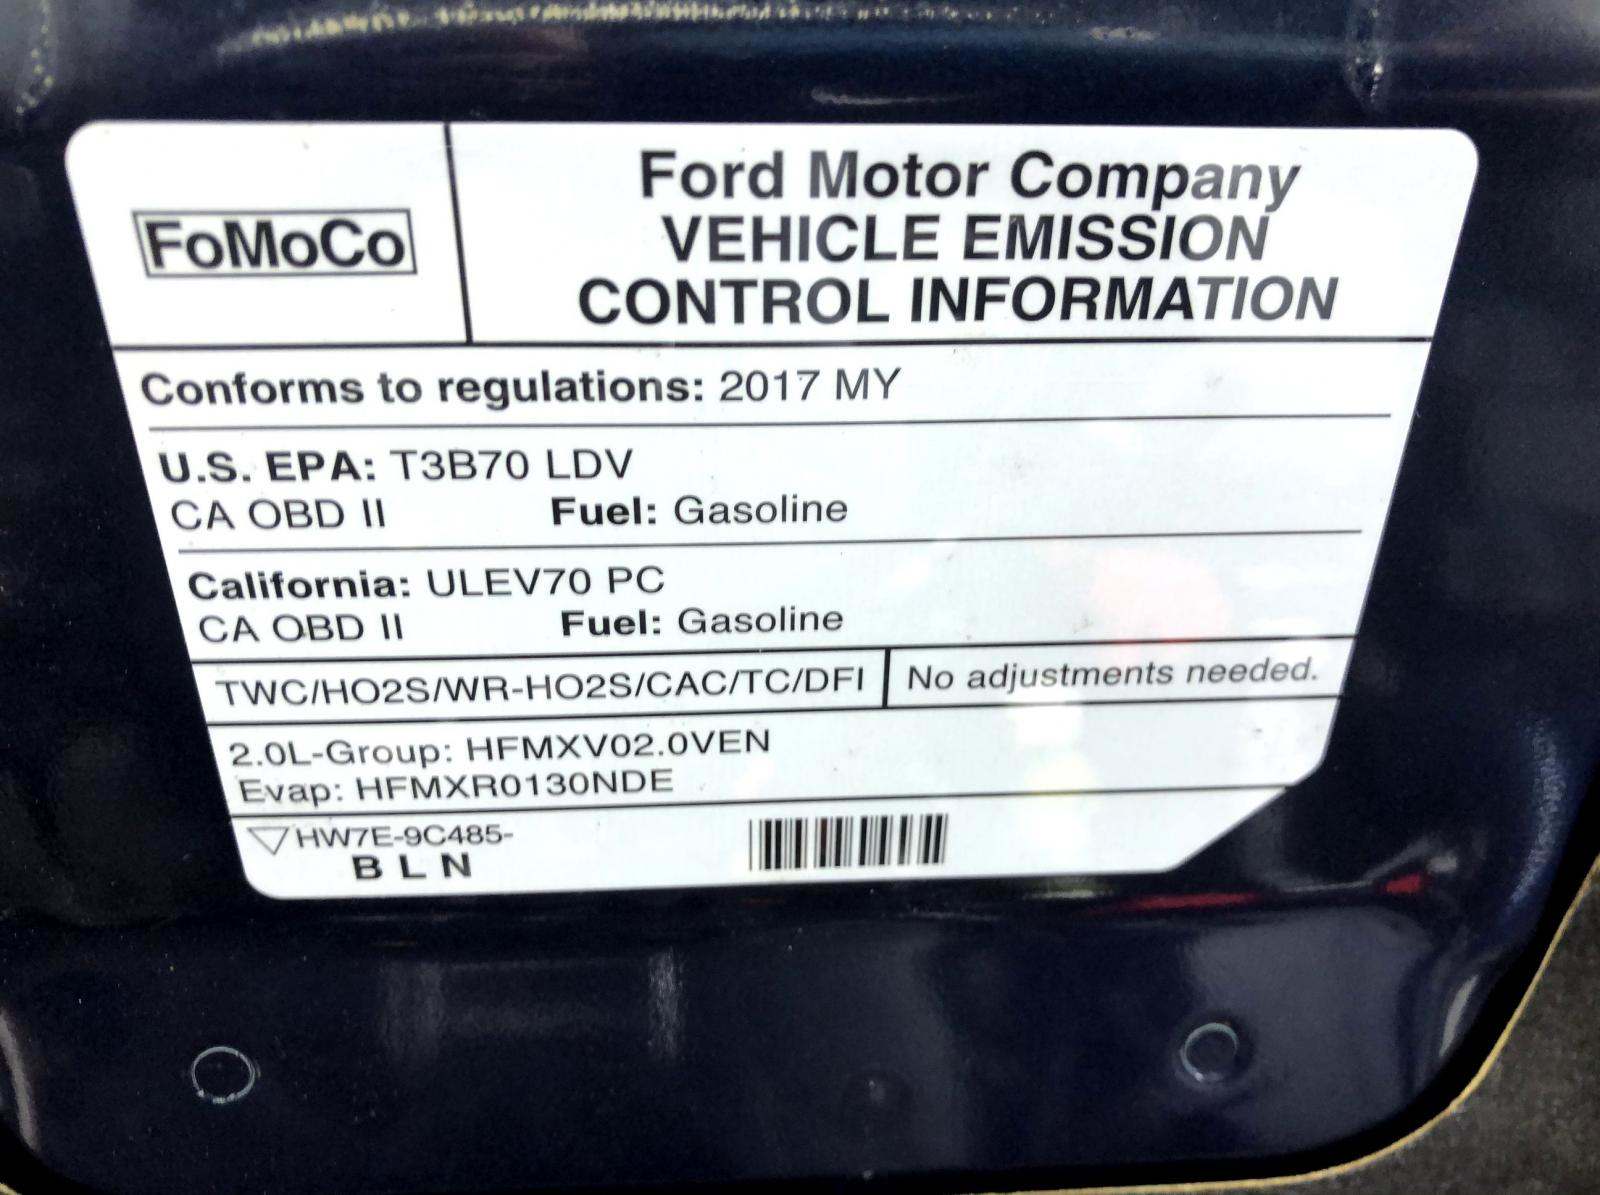 FoMoCo
Ford Motor Company
VEHICLE EMISSION
CONTROL INFORMATION
Conforms to regulations: 2017 MY
U.S. EPA: T3B70 LDV
CA OBD II Fuel: Gasoline
California: ULEV70 PC
CA OBD II Fuel: Gasoline
TWC/HO2S/WR-HO2S/CAC/TC/DFI No adjustments needed.
2.0L-Group: HFMXV02.0VEN
Evap: HFMXR0130NDE
HW7E-9C485-
B L N